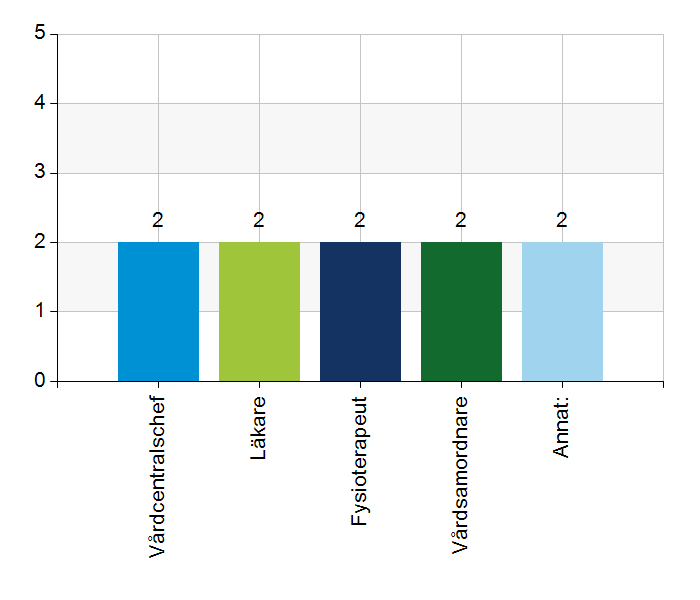 5
4
3
2
1
0
2 2 2 2 2
Vårdcentralschef
Läkare
Fysioterapeut
Vårdsamordnare
Annat: